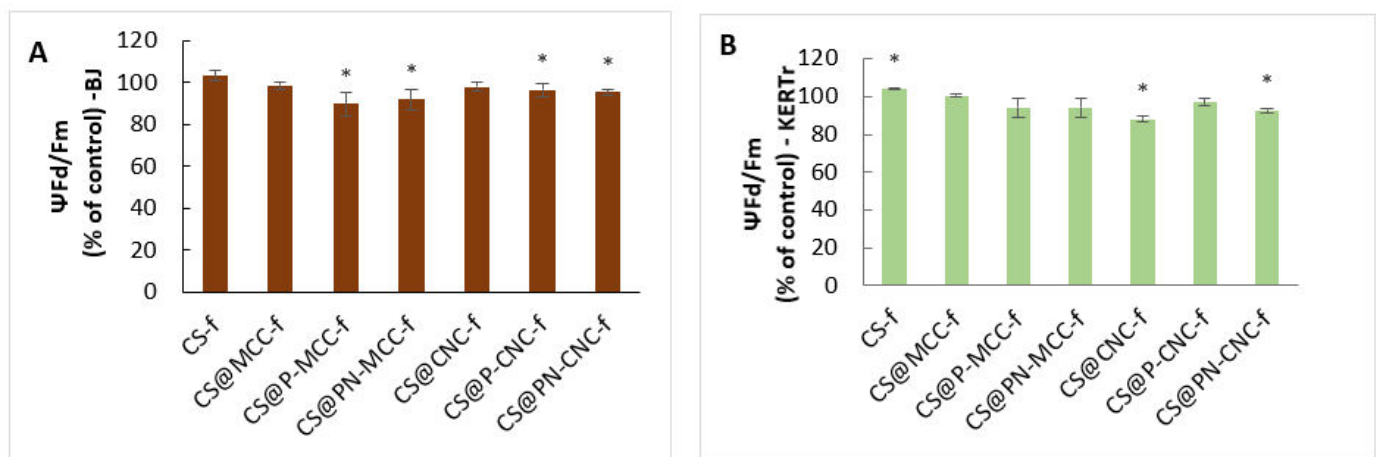 A
ΨFd/Fm
(% of control) -BJ
120
100
80
60
40
20
0
*
*
*
*
CS-f
CS@MCC-f
CS@P-MCC-f
CS@PN-MCC-f
CS@CNC-f
CS@P-CNC-f
CS@PN-CNC-f
B
ΨFd/Fm
(% of control) - KERTr
120
100
80
60
40
20
0
*
*
*
CS-f
CS@MCC-f
CS@P-MCC
CS@PN-MCC-f
CS@CNC-f
CS@P-CNC-f
CS@PN-CNC-f